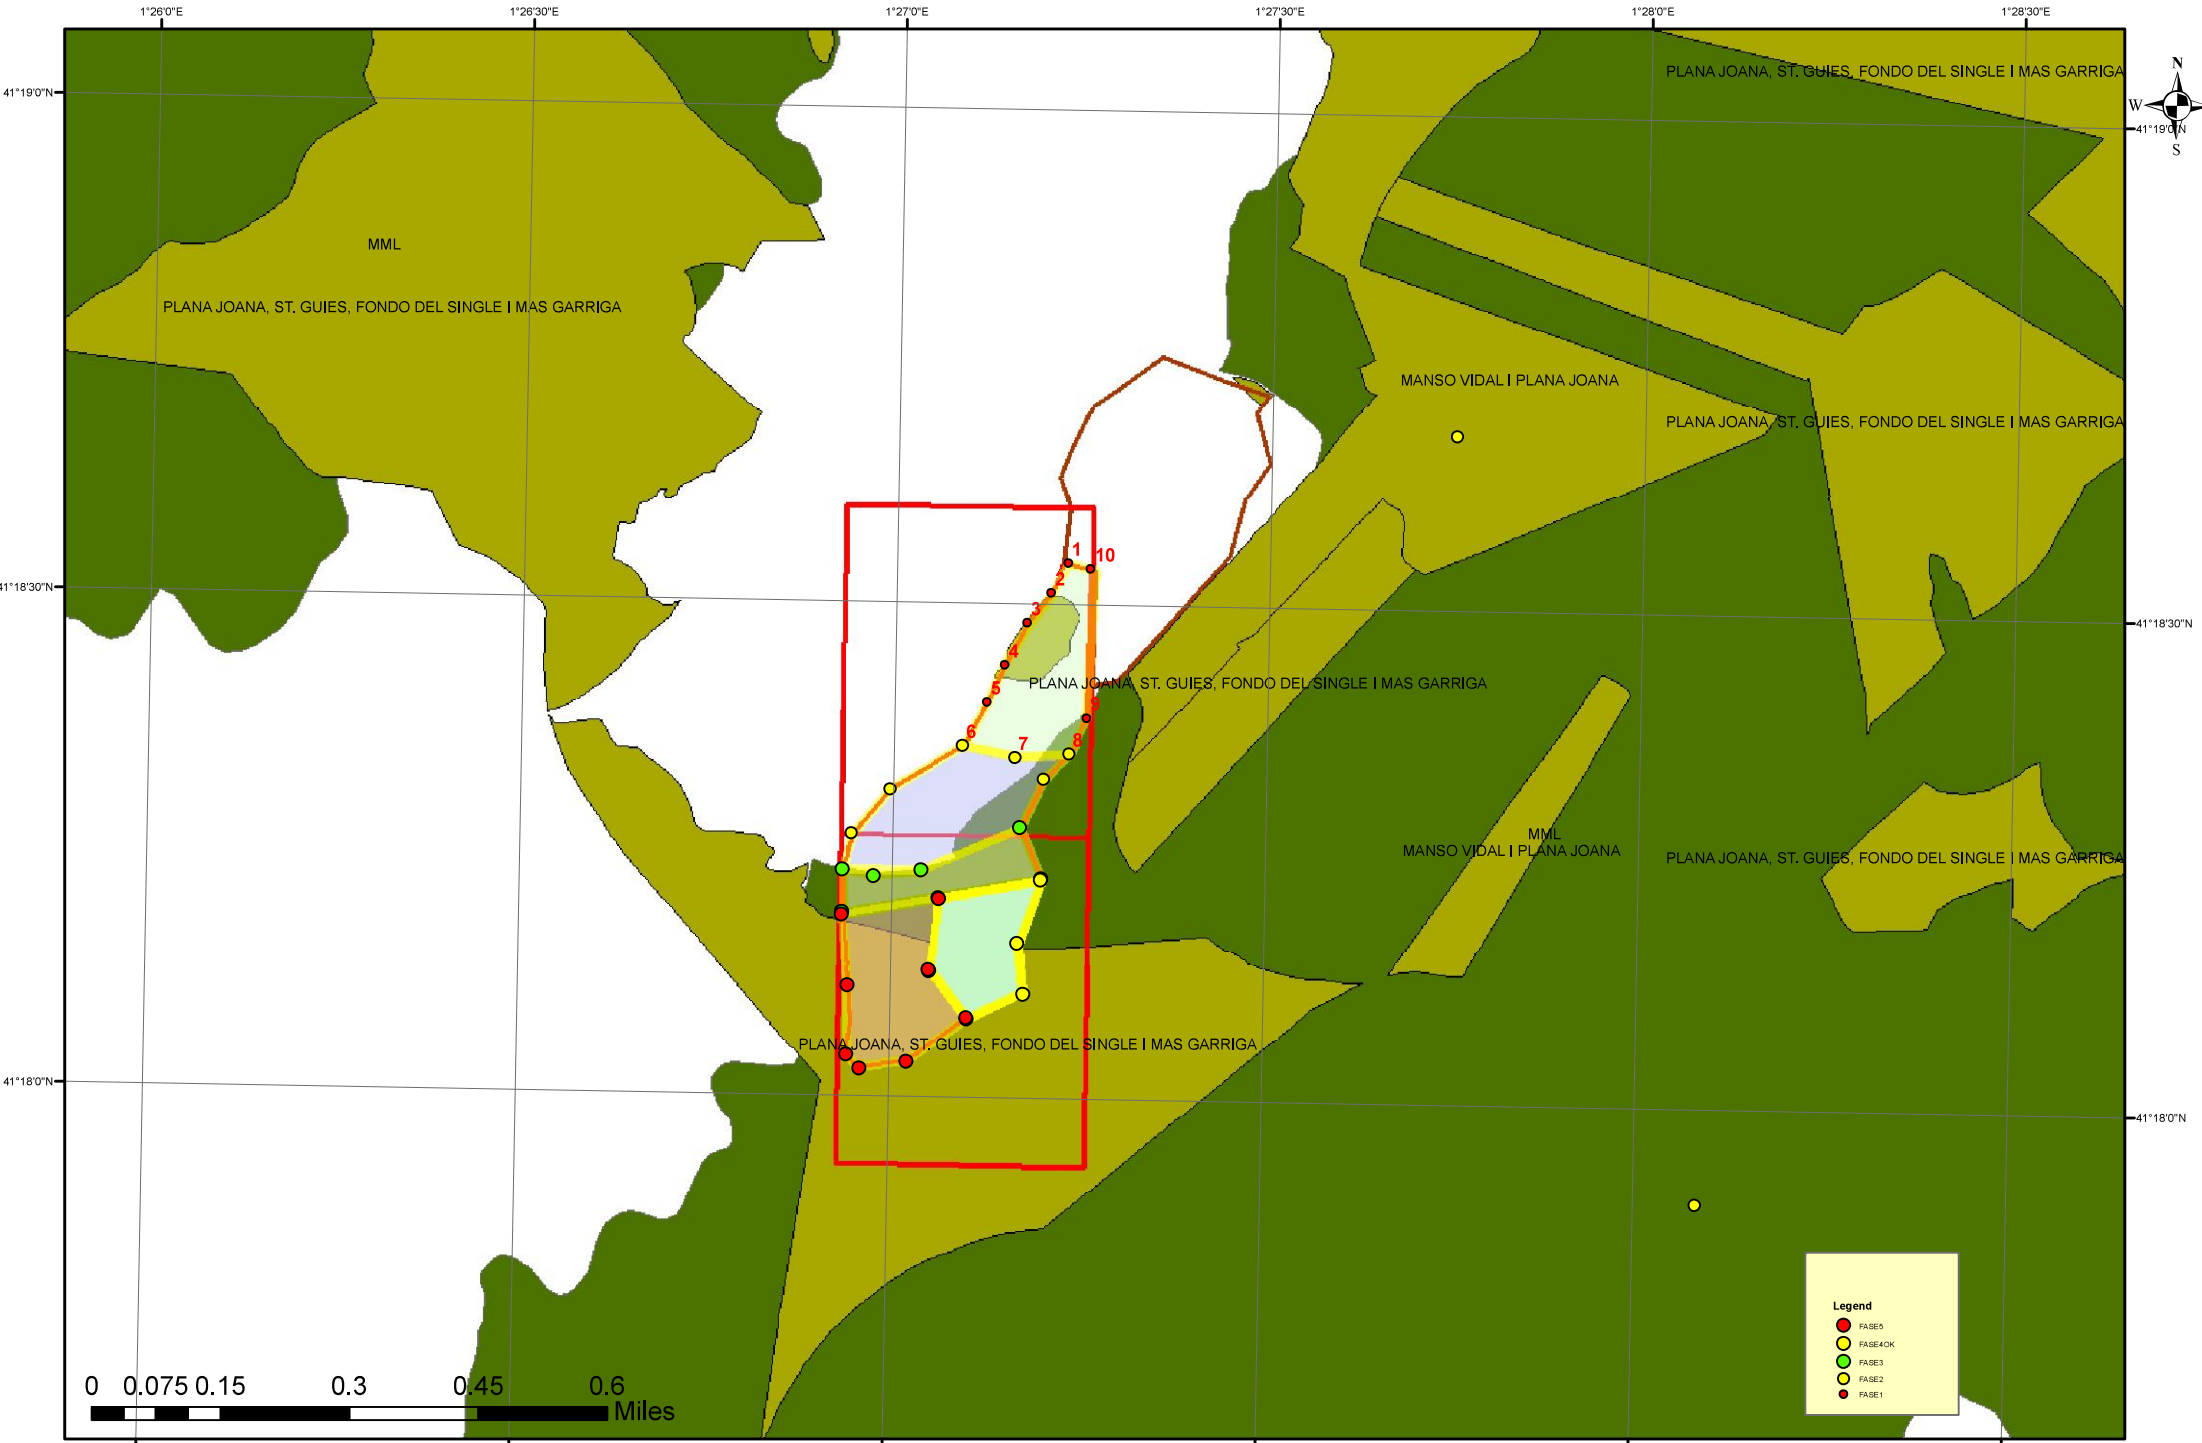 1°26'0"E
1°26'30"E
1°27'0"E
1°27'30"E
1°28'0"E
1°28'30"E
N
W
S
41°19'0"N
41°19'0"N
PLANA JOANA, ST. GUIES, FONDO DEL SINGLE I MAS GARRIGA
MML
PLANA JOANA, ST. GUIES, FONDO DEL SINGLE I MAS GARRIGA
MANSO VIDAL I PLANA JOANA
PLANA JOANA, ST. GUIES, FONDO DEL SINGLE I MAS GARRIGA
1
10
2
3
4
5
6
7
8
9
41°18'30"N
41°18'30"N
PLANA JOANA, ST. GUIES, FONDO DEL SINGLE I MAS GARRIGA
MML
MANSO VIDAL I PLANA JOANA
PLANA JOANA, ST. GUIES, FONDO DEL SINGLE I MAS GARRIGA
PLANA JOANA, ST. GUIES, FONDO DEL SINGLE I MAS GARRIGA
41°18'0"N
41°18'0"N
Legend
FASE5
FASE4OK
FASE3
FASE2
FASE1
0 0.075 0.15 0.3 0.45 0.6
Miles